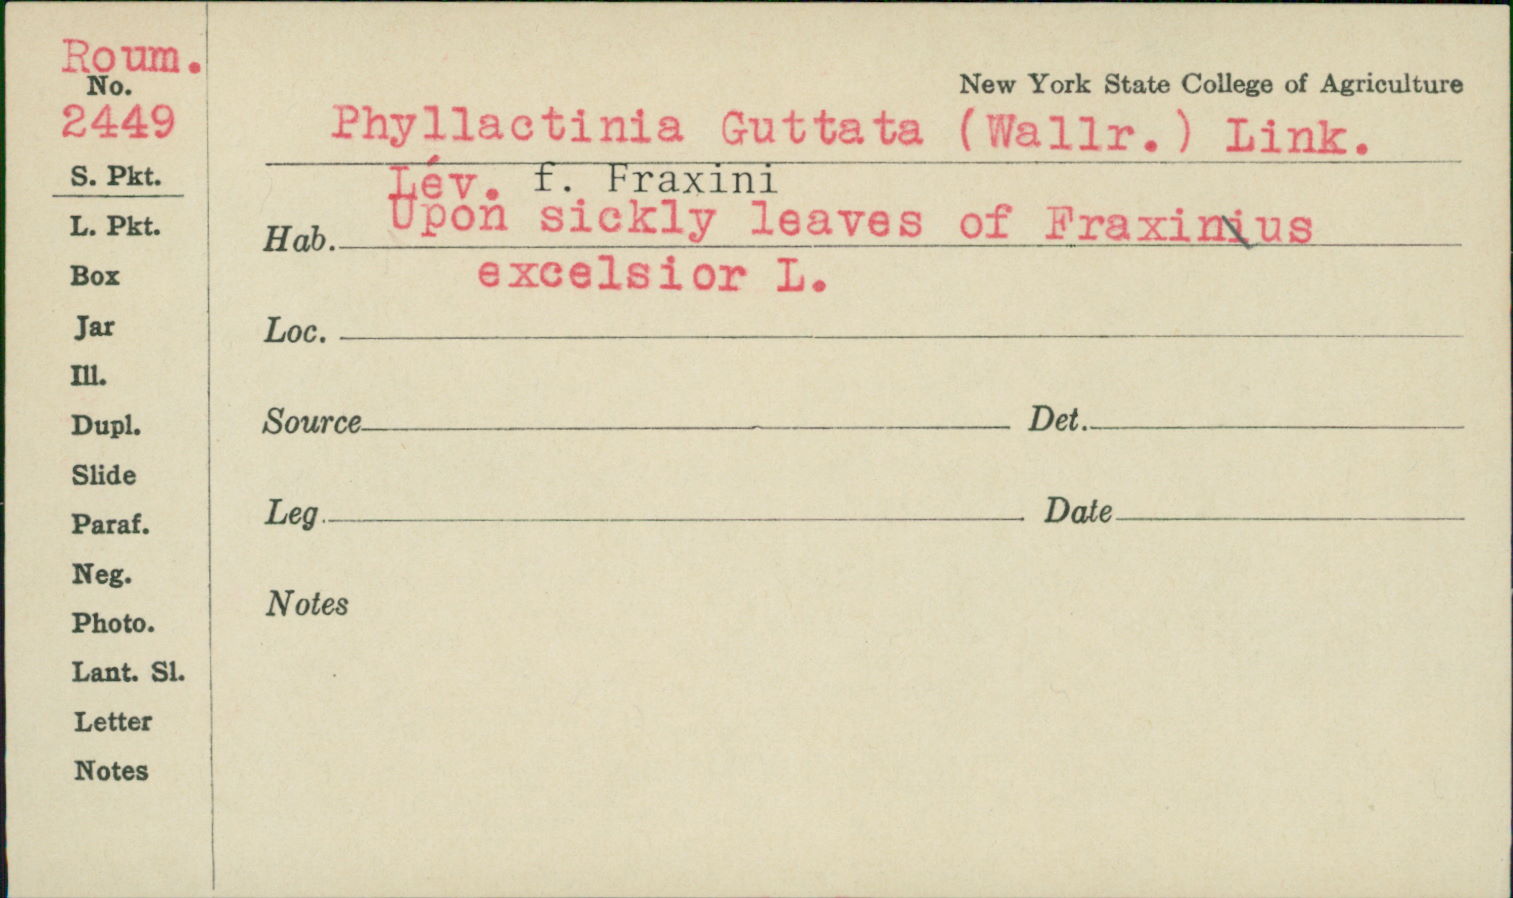 Roum.
No.
2449
S. Pkt.
L. Pkt.
Box
Jar
Ill.
Dupl.
Slide
Paraf.
Neg.
Photo.
Lant. Sl.
Letter
Notes
New York State College of Agriculture
Phyllactinia Guttata (Wallr.) Link.
Lév. f. Fraxini
Hab. Upon sickly leaves of Fraxinius
excelsior L.
Loc.
Source Det.
Leg. Date
Notes